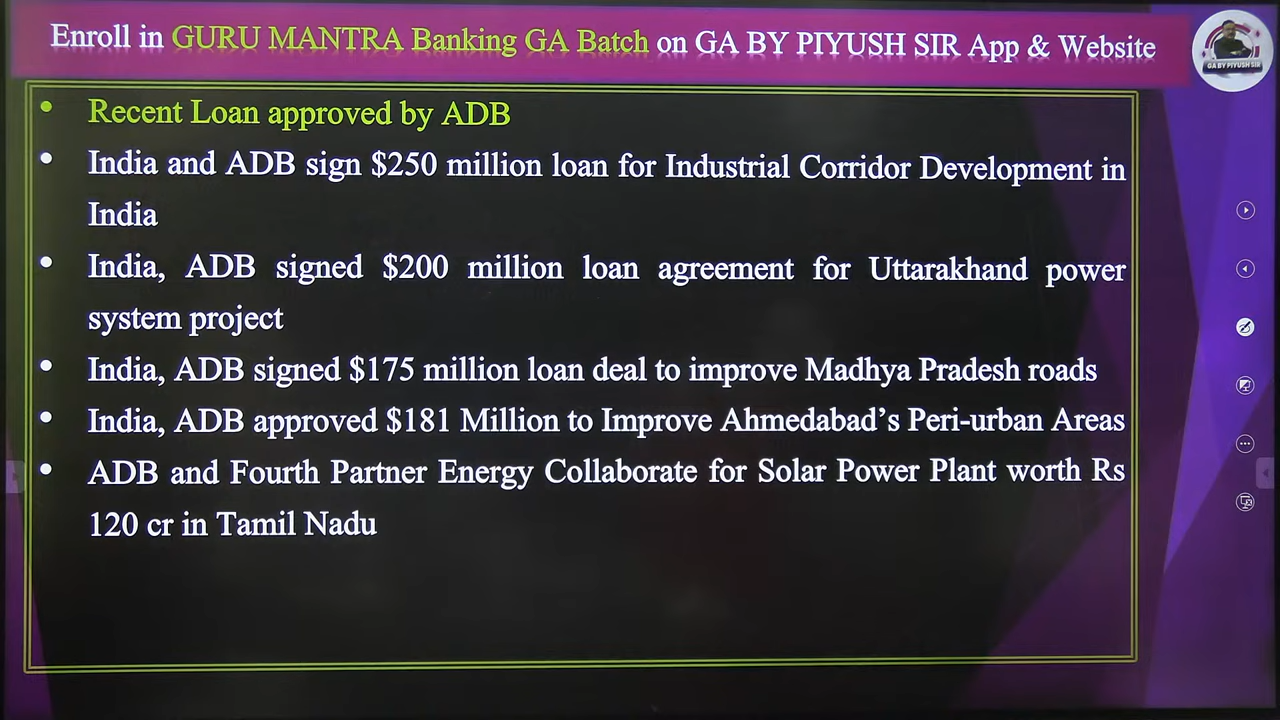 Enroll in GURU MANTRA Banking GA Batch on GA BY PIYUSH SIR App & Website
GA BY PIYUSH SIR
• Recent Loan approved by ADB
• India and ADB sign $250 million loan for Industrial Corridor Development in
India
• India, ADB signed $200 million loan agreement for Uttarakhand power
system project
• India, ADB signed $175 million loan deal to improve Madhya Pradesh roads
• India, ADB approved $181 Million to Improve Ahmedabad’s Peri-urban Areas
• ADB and Fourth Partner Energy Collaborate for Solar Power Plant worth Rs
120 cr in Tamil Nadu